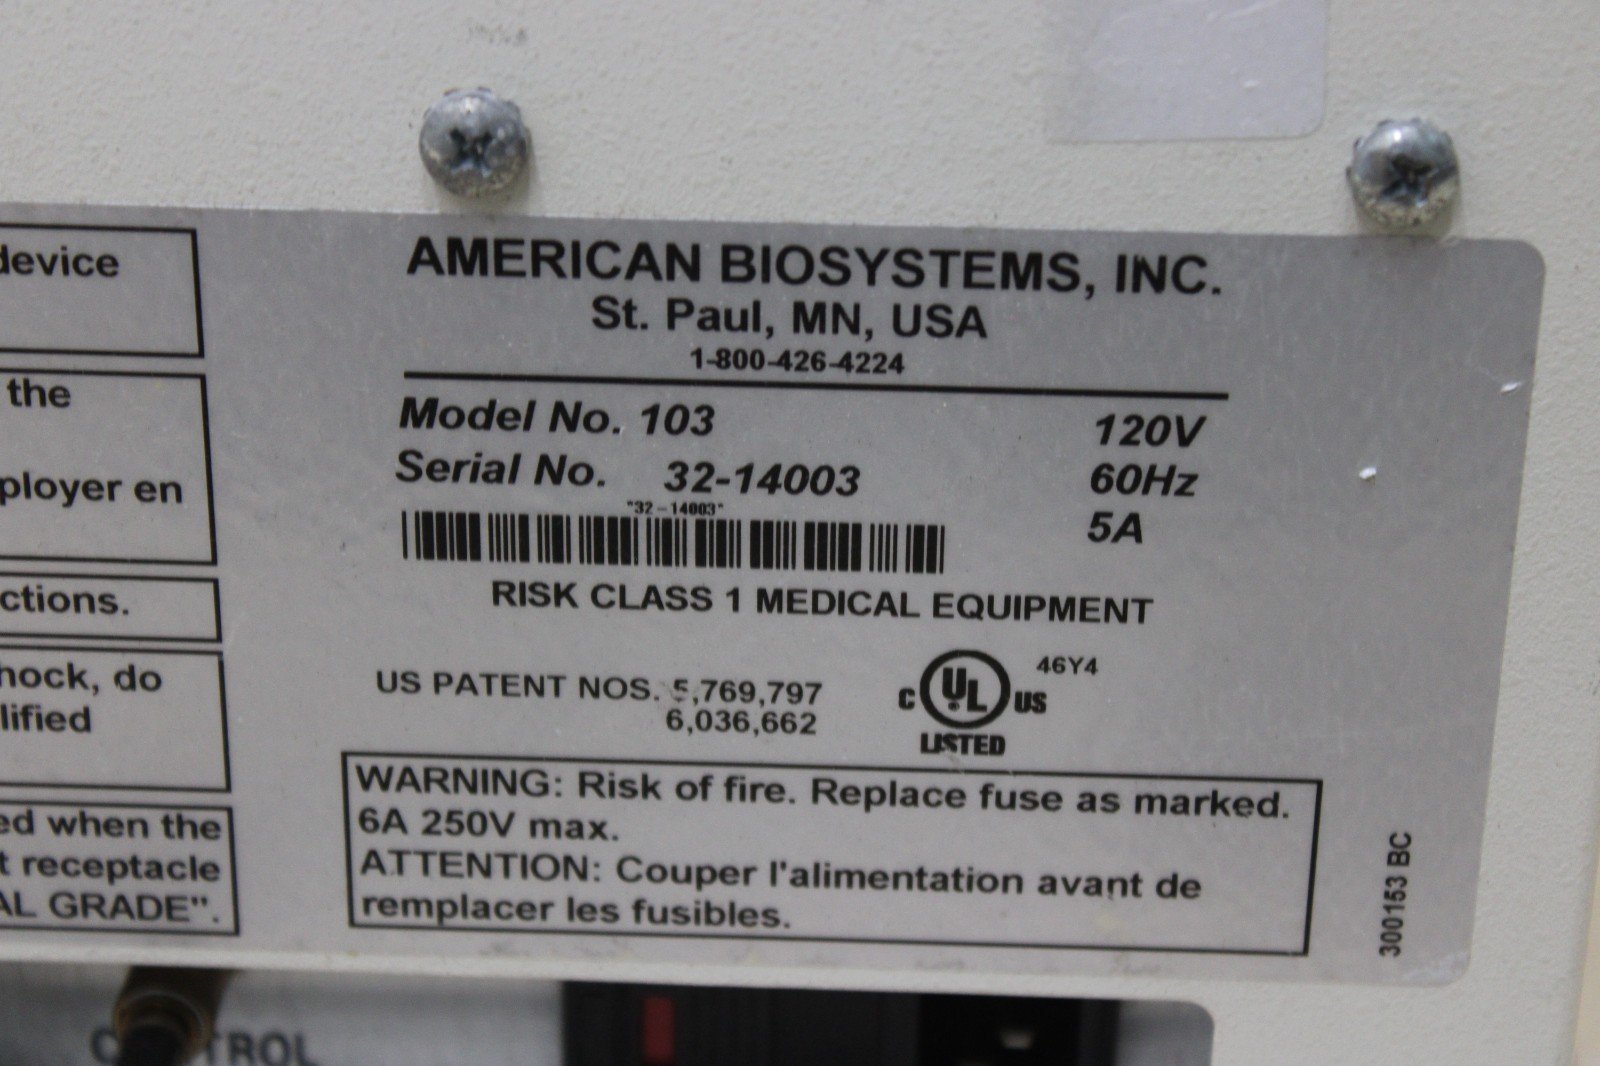 device
the
ployer en
ctions.
hock, do
lified
ed when the
t receptacle
AL GRADE".
AMERICAN BIOSYSTEMS, INC.
St. Paul, MN, USA
1-800-426-4224
Model No. 103 120V
Serial No. 32-14003 60Hz
"32-14003" 5A
RISK CLASS 1 MEDICAL EQUIPMENT
US PATENT NOS. 5,769,797
6,036,662
C UL US 46Y4
LISTED
WARNING: Risk of fire. Replace fuse as marked.
6A 250V max.
ATTENTION: Couper l'alimentation avant de
remplacer les fusibles.
300153 BC
CONTROL